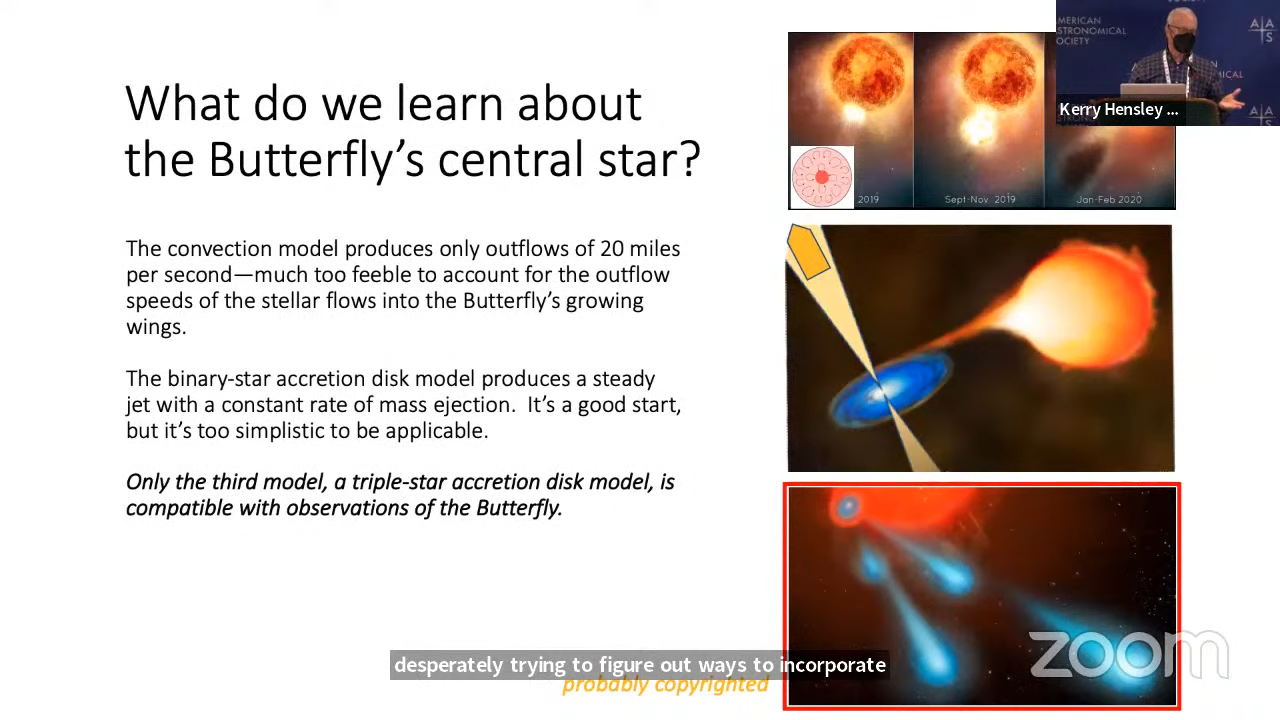 What do we learn about
the Butterfly's central star?
The convection model produces only outflows of 20 miles
per second—much too feeble to account for the outflow
speeds of the stellar flows into the Butterfly's growing
wings.
The binary-star accretion disk model produces a steady
jet with a constant rate of mass ejection.  It's a good start,
but it's too simplistic to be applicable.
Only the third model, a triple-star accretion disk model, is
compatible with observations of the Butterfly.
2019
Sept-Nov. 2019
Jan-Feb 2020
SOCIETY
AMERICAN
ASTRONOMICAL
SOCIETY
AAS
Kerry Hensley ...
desperately trying to figure out ways to incorporate
probably copyrighted
zoom